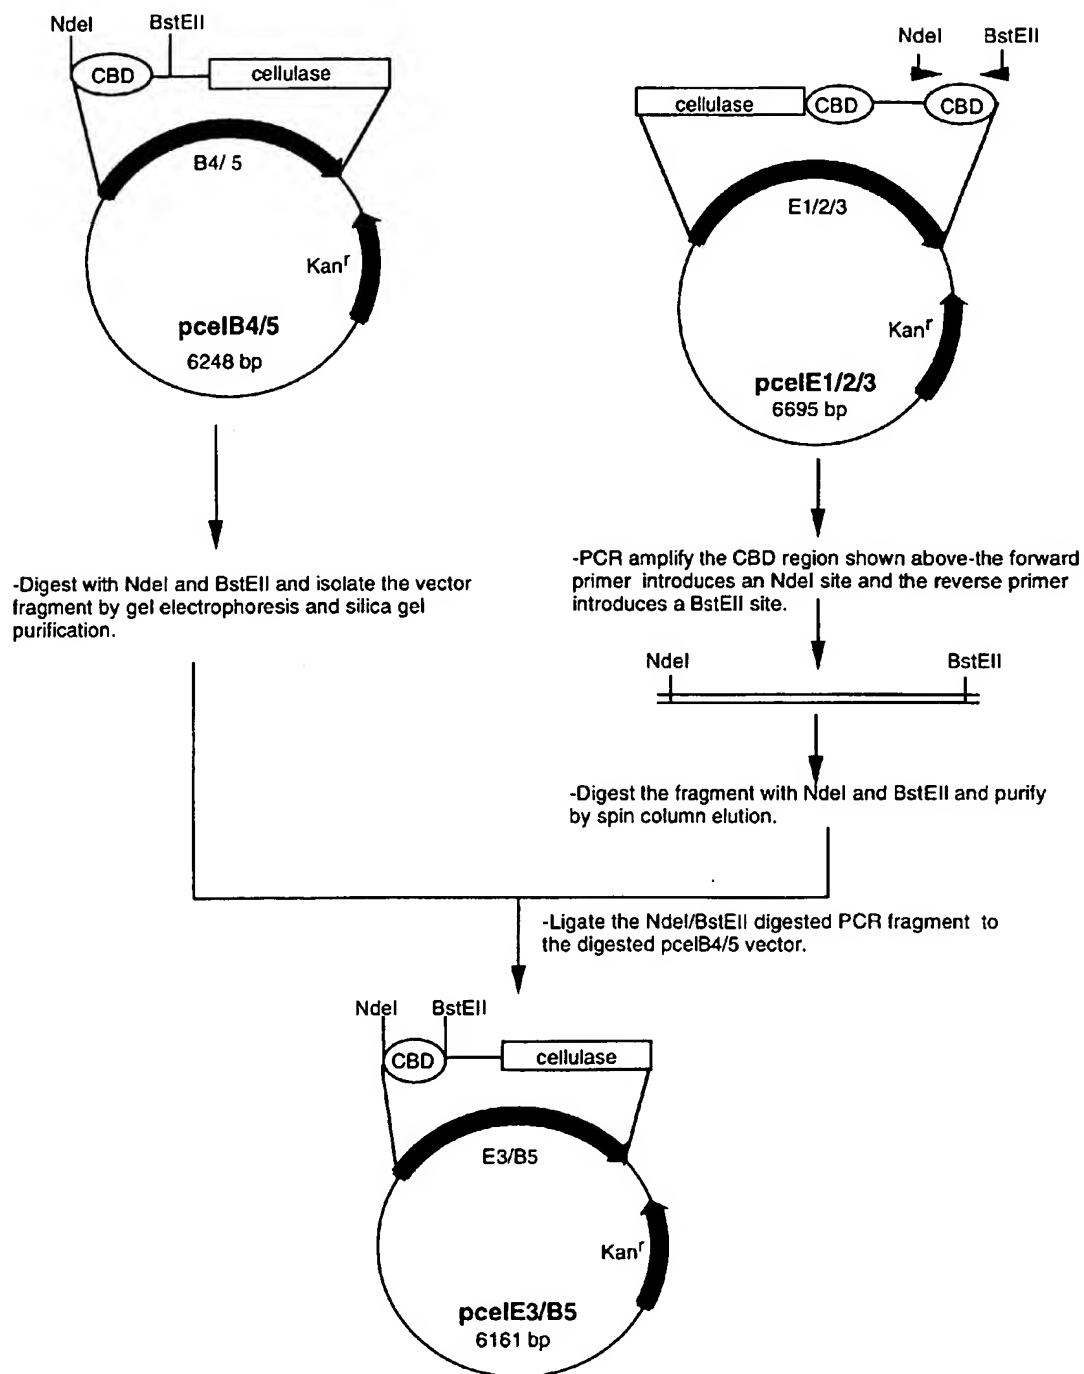 NdeI BstEII
CBD cellulase
B4/ 5
Kanr
pcelB4/5
6248 bp
NdeI BstEII
cellulase CBD CBD
E1/2/3
Kanr
pcelE1/2/3
6695 bp
-Digest with NdeI and BstEII and isolate the vector
fragment by gel electrophoresis and silica gel
purification.
-PCR amplify the CBD region shown above-the forward
primer introduces an NdeI site and the reverse primer
introduces a BstEII site.
NdeI BstEII
-Digest the fragment with NdeI and BstEII and purify
by spin column elution.
-Ligate the NdeI/BstEII digested PCR fragment to
the digested pcelB4/5 vector.
NdeI BstEII
CBD cellulase
E3/B5
Kanr
pcelE3/B5
6161 bp